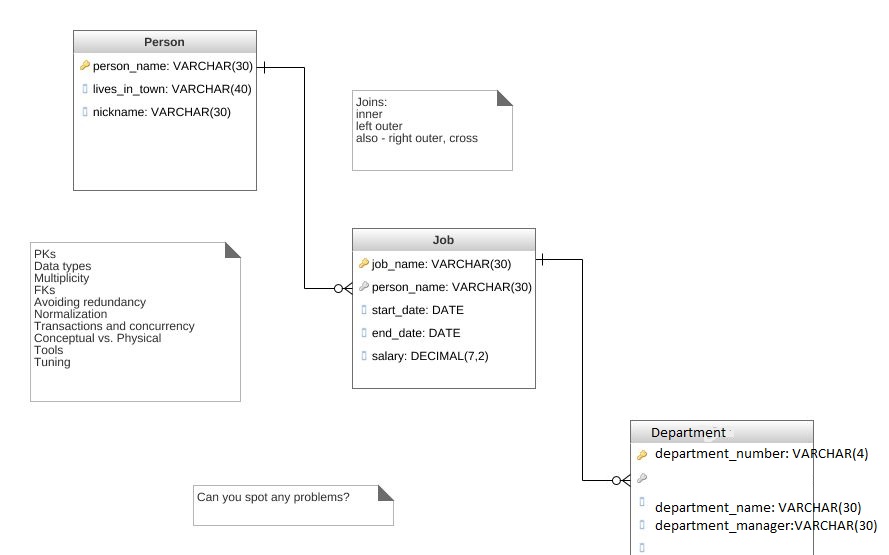 Person
person_name: VARCHAR(30)
lives_in_town: VARCHAR(40)
nickname: VARCHAR(30)
Joins:
inner
left outer
also - right outer, cross
PKs
Data types
Multiplicity
FKs
Avoiding redundancy
Normalization
Transactions and concurrency
Conceptual vs. Physical
Tools
Tuning
Job
job_name: VARCHAR(30)
person_name: VARCHAR(30)
start_date: DATE
end_date: DATE
salary: DECIMAL(7,2)
Department
department_number: VARCHAR(4)
department_name: VARCHAR(30)
department_manager:VARCHAR(30)
Can you spot any problems?